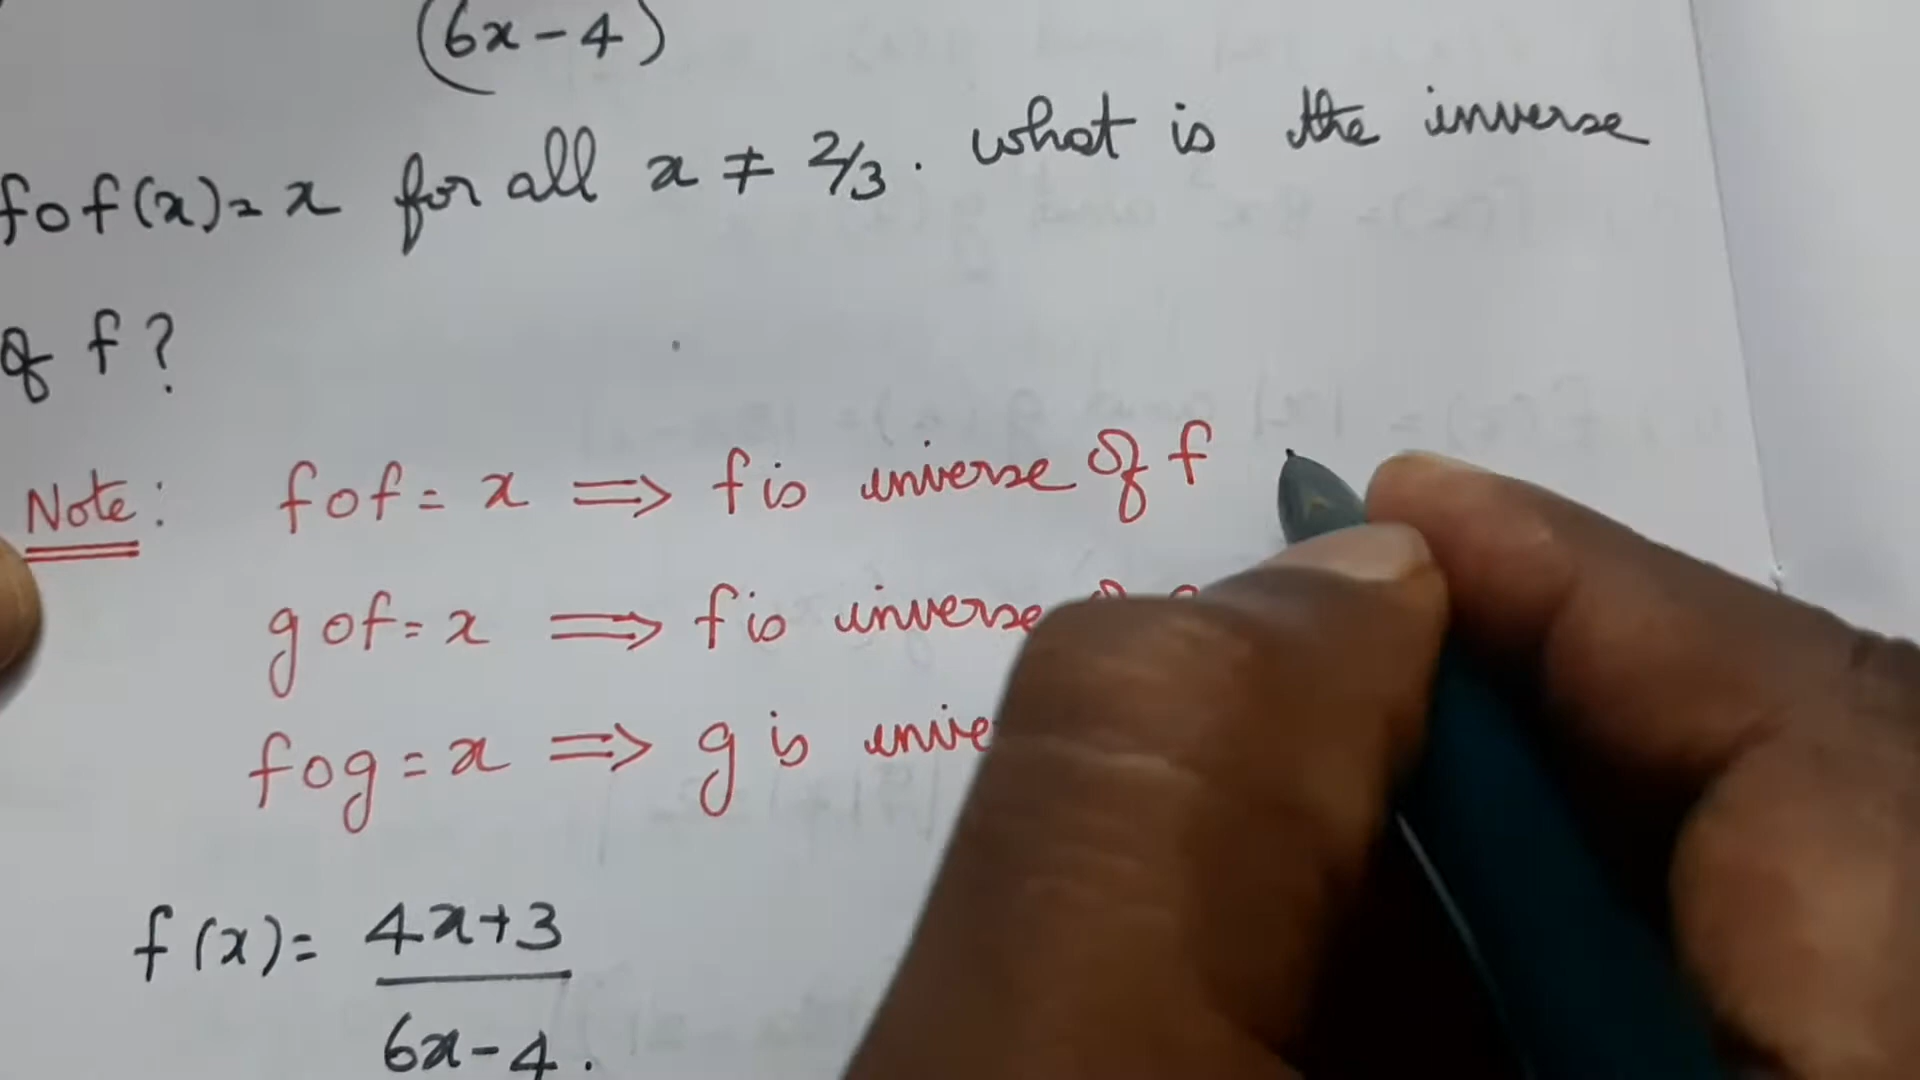 (6x-4)
fof(x)=x for all x ≠ 2/3. what is the inverse
of f?
Note: fof = x ⟹ f is inverse of f
gof = x ⟹ f is inverse
fog = x ⟹ g is
f(x) = 4x+3
6x-4.